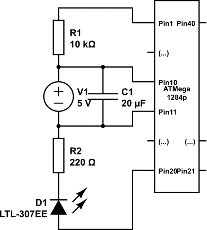 Pin1 Pin40
R1
10 kΩ
(...)
Pin10
V1
5 V
C1
20 µF
ATMega
1284p
Pin11
R2
220 Ω
(...) (...)
D1
LTL-307EE
Pin20 Pin21